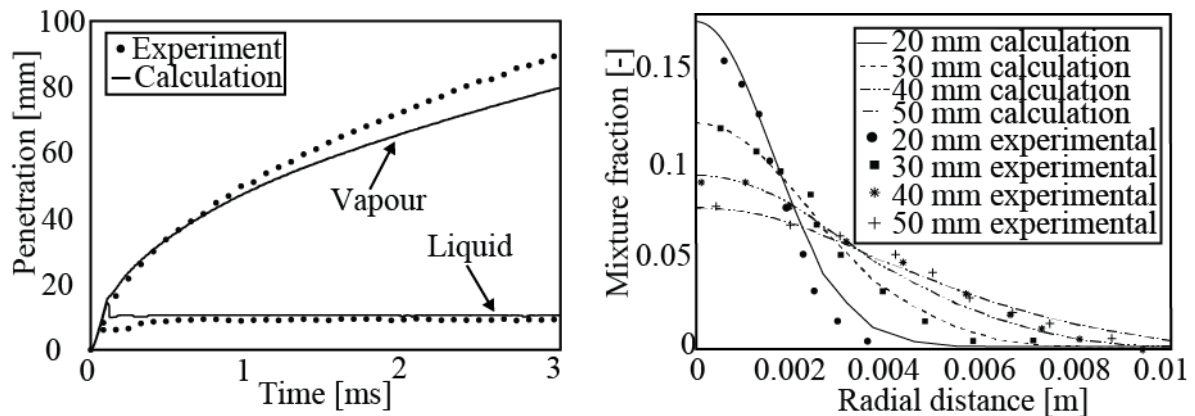 100
80
60
40
20
0
Penetration [mm]
Experiment
Calculation
Vapour
Liquid
0
1
2
3
Time [ms]
0.15
0.1
0.05
0
Mixture fraction [-]
20 mm calculation
30 mm calculation
40 mm calculation
50 mm calculation
20 mm experimental
30 mm experimental
40 mm experimental
50 mm experimental
0
0.002
0.004
0.006
0.008
0.01
Radial distance [m]